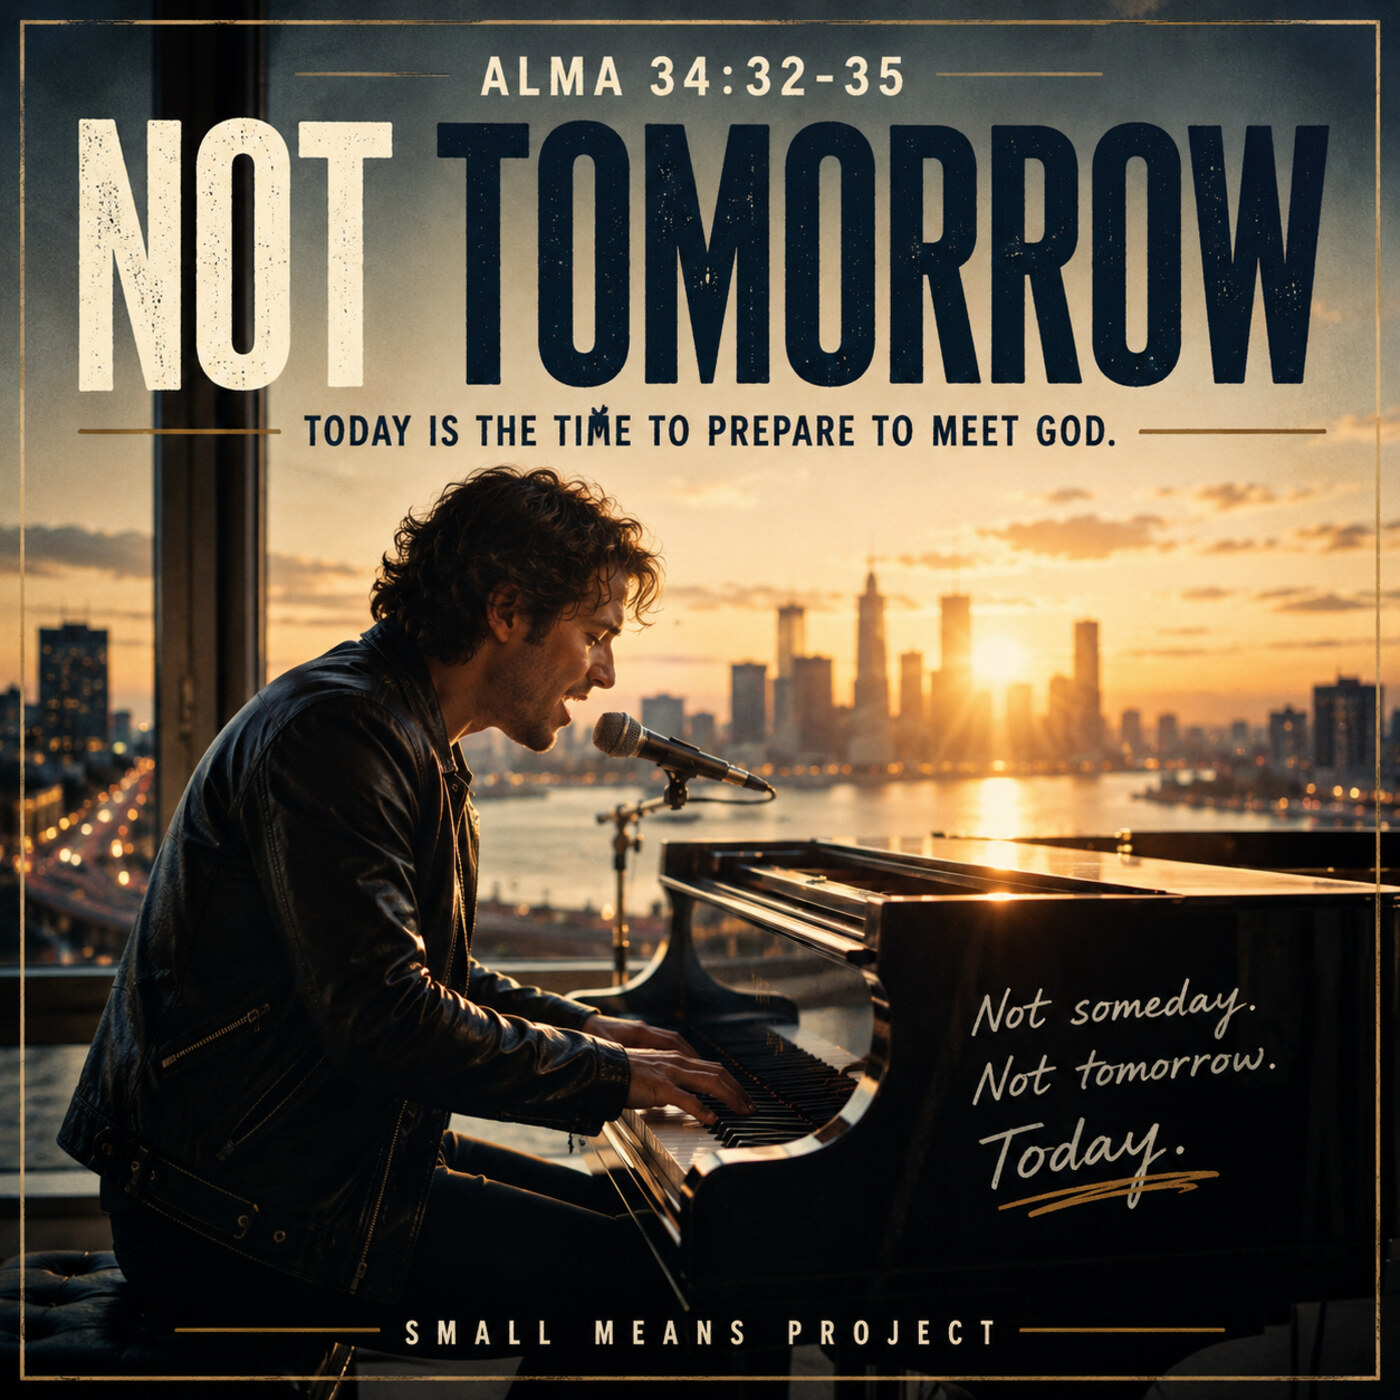 ALMA 34:32-35
NOT TOMORROW
TODAY IS THE TIME TO PREPARE TO MEET GOD.
Not someday.
Not tomorrow.
Today.
SMALL MEANS PROJECT